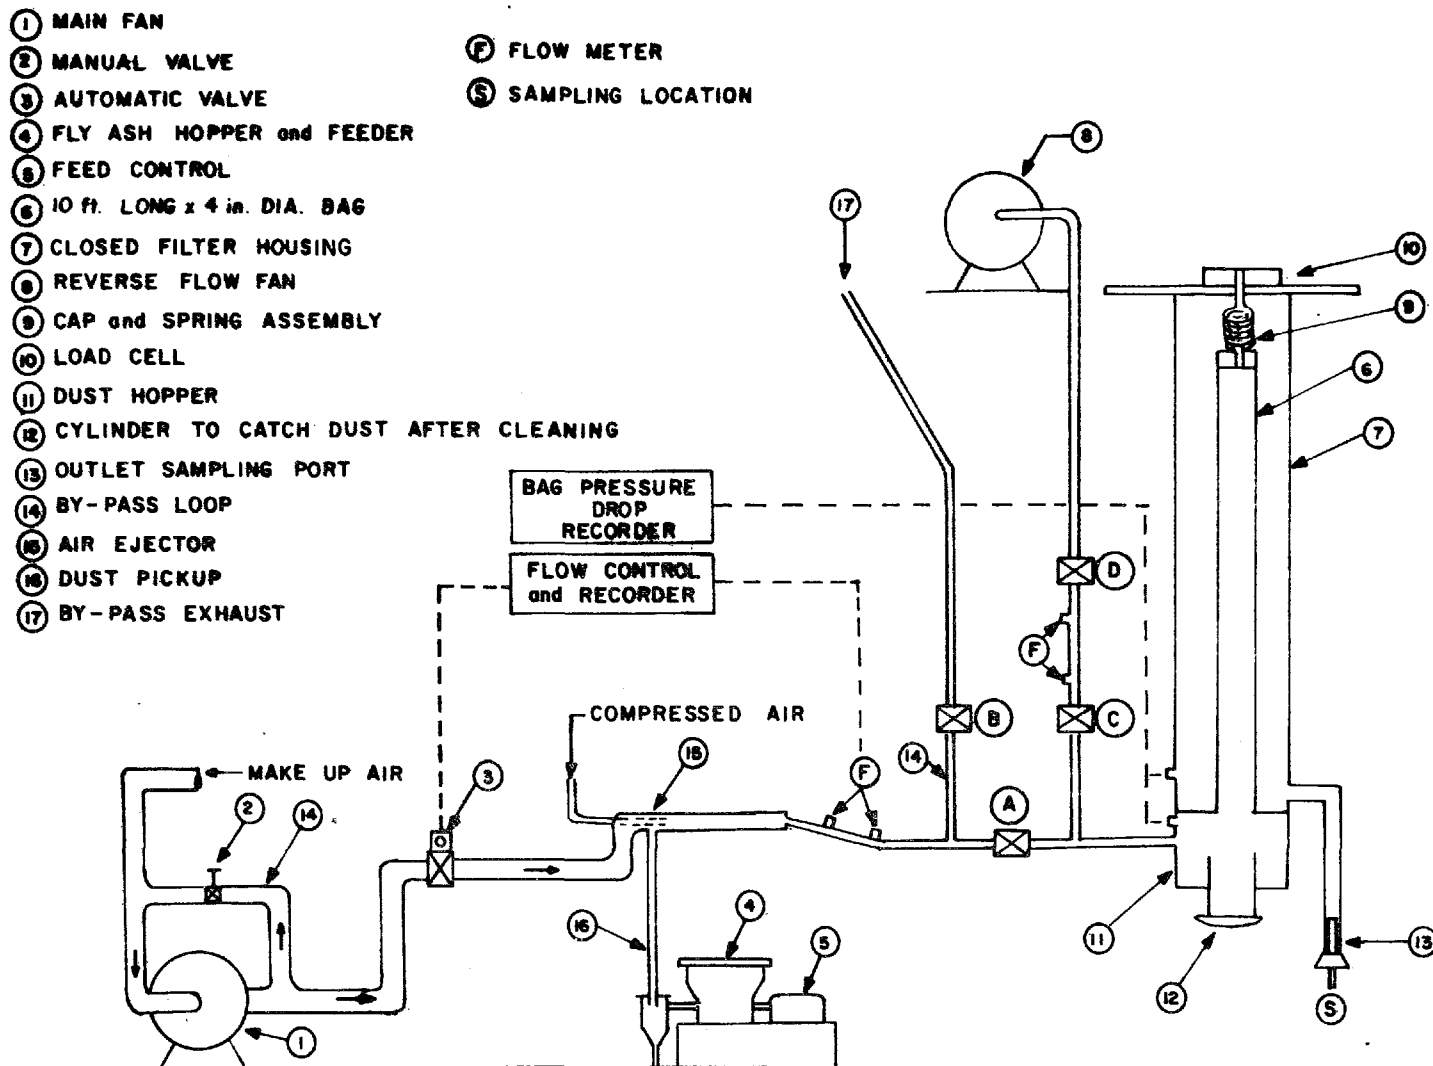 1 MAIN FAN
2 MANUAL VALVE
3 AUTOMATIC VALVE
4 FLY ASH HOPPER and FEEDER
5 FEED CONTROL
6 10 ft. LONG x 4 in. DIA. BAG
7 CLOSED FILTER HOUSING
8 REVERSE FLOW FAN
9 CAP and SPRING ASSEMBLY
10 LOAD CELL
11 DUST HOPPER
12 CYLINDER TO CATCH DUST AFTER CLEANING
13 OUTLET SAMPLING PORT
14 BY-PASS LOOP
15 AIR EJECTOR
16 DUST PICKUP
17 BY-PASS EXHAUST
F FLOW METER
S SAMPLING LOCATION
8
17
10
9
6
7
BAG PRESSURE
DROP
RECORDER
FLOW CONTROL
and RECORDER
D
F
B
C
COMPRESSED AIR
15
14
F
A
MAKE UP AIR
3
2
14
4
16
5
11
12
13
S
1